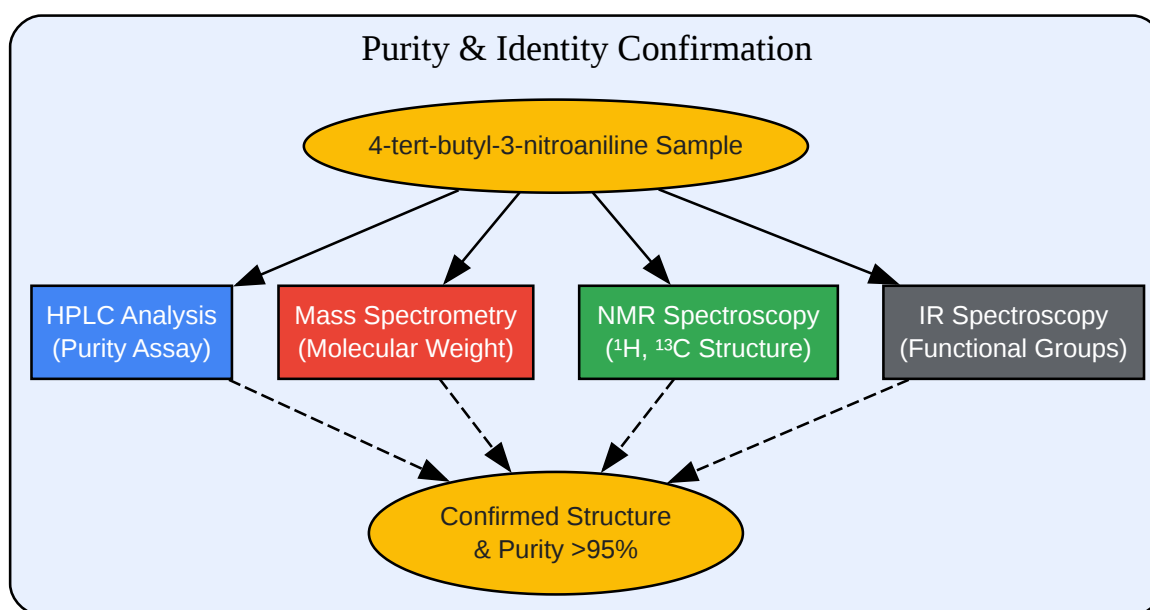 Purity & Identity Confirmation
4-tert-butyl-3-nitroaniline Sample
HPLC Analysis
(Purity Assay)
Mass Spectrometry
(Molecular Weight)
NMR Spectroscopy
(¹H, ¹³C Structure)
IR Spectroscopy
(Functional Groups)
Confirmed Structure
& Purity >95%